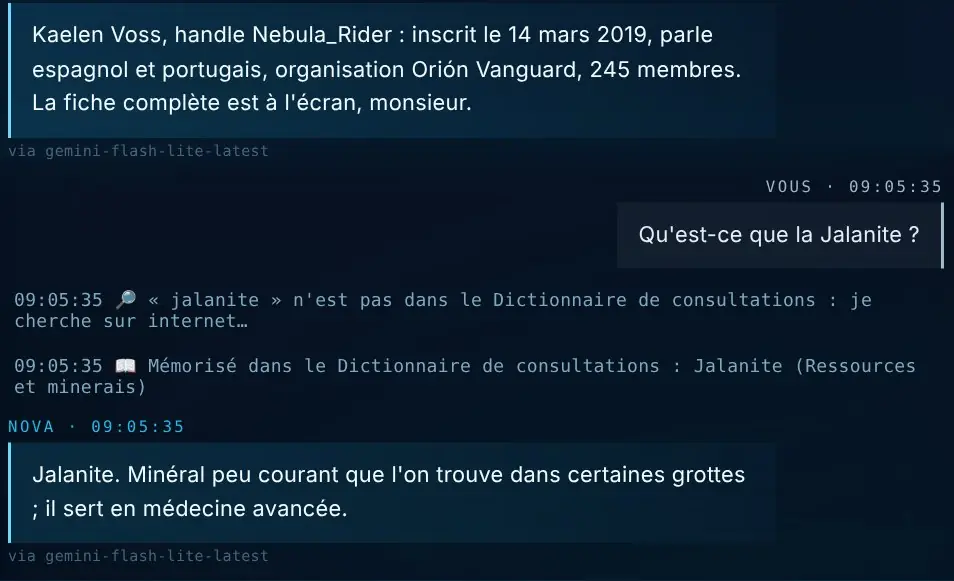 Kaelen Voss, handle Nebula_Rider : inscrit le 14 mars 2019, parle
espagnol et portugais, organisation Orión Vanguard, 245 membres.
La fiche complète est à l'écran, monsieur.
via gemini-flash-lite-latest
VOUS · 09:05:35
Qu'est-ce que la Jalanite ?
09:05:35 🔎 « jalanite » n'est pas dans le Dictionnaire de consultations : je
cherche sur internet…
09:05:35 📖 Mémorisé dans le Dictionnaire de consultations : Jalanite (Ressources
et minerais)
NOVA · 09:05:35
Jalanite. Minéral peu courant que l'on trouve dans certaines grottes
; il sert en médecine avancée.
via gemini-flash-lite-latest